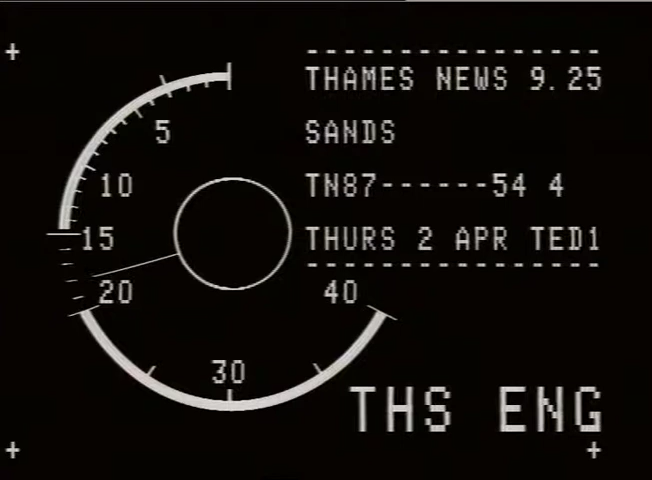 THAMES NEWS 9.25
SANDS
TN87------54 4
THURS 2 APR TED1
5
10
15
20
30
40
THS ENG